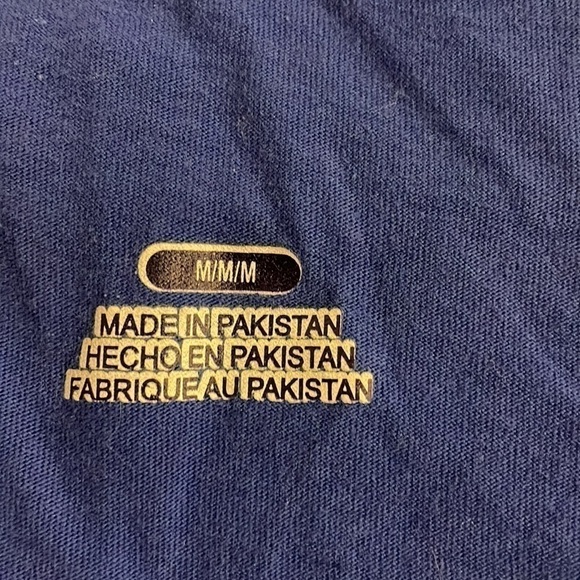 M/M/M
MADE IN PAKISTAN
HECHO EN PAKISTAN
FABRIQUE AU PAKISTAN